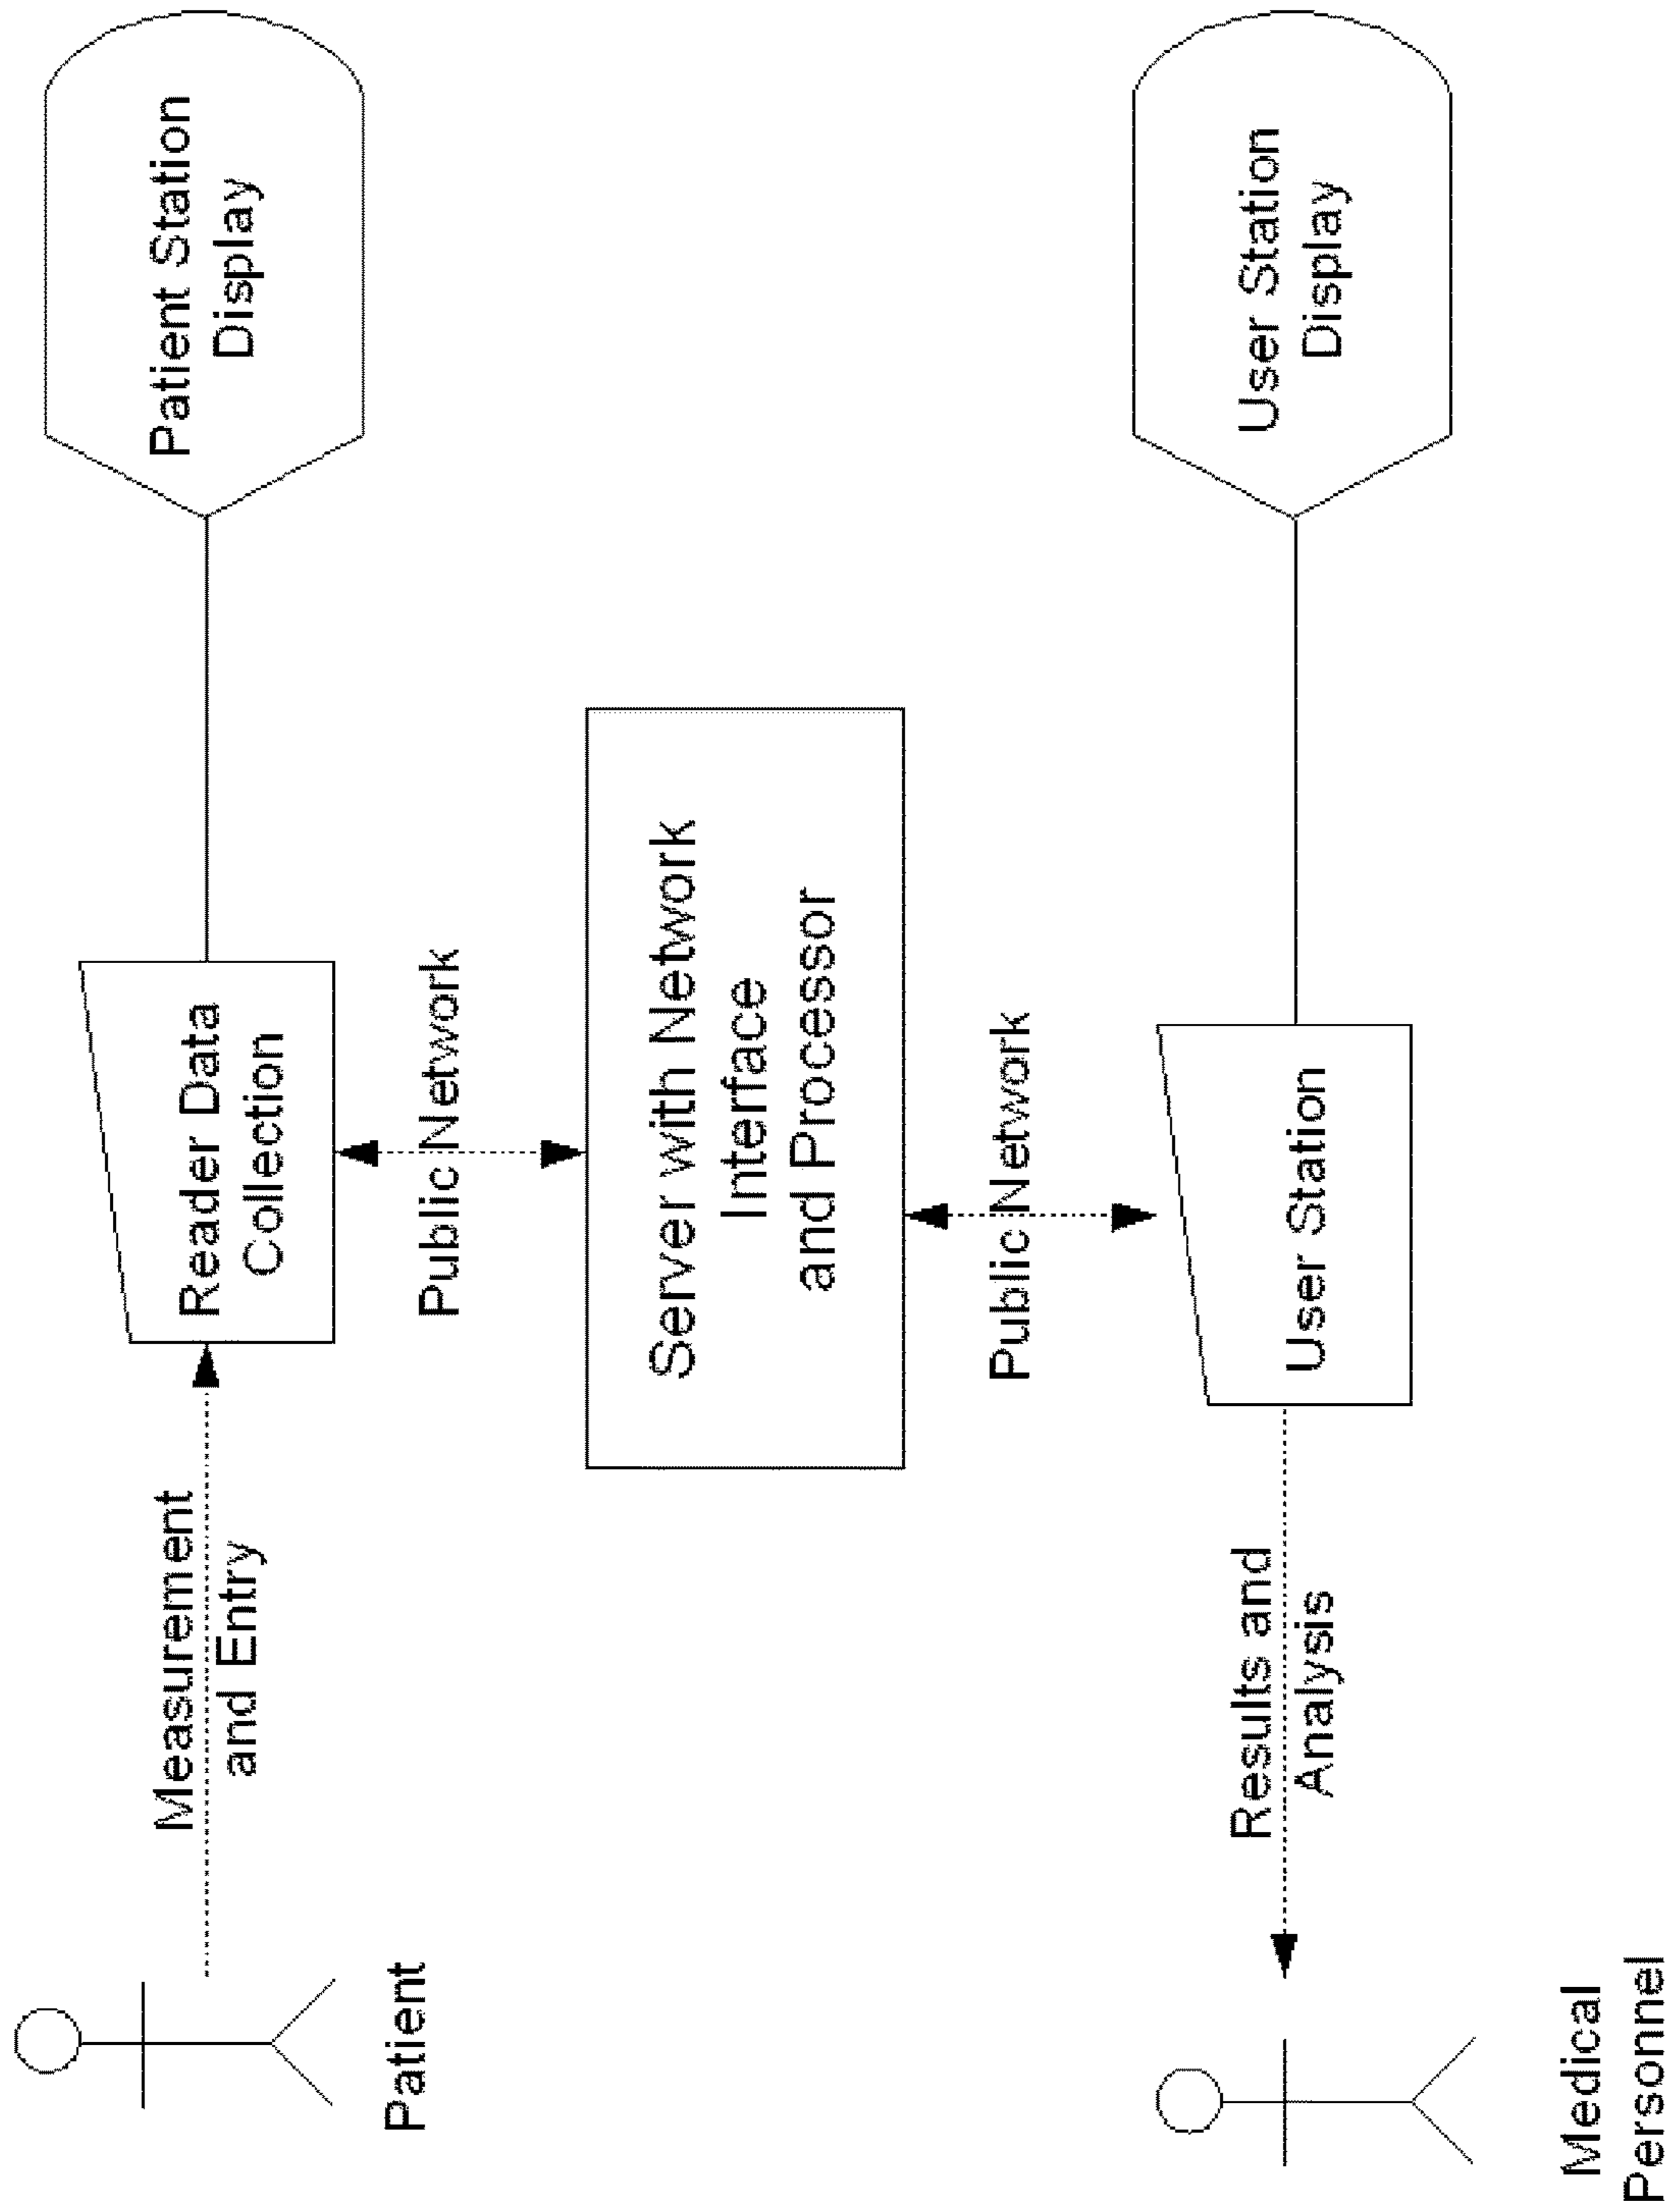 Patient
Measurement
and Entry
Reader Data
Collection
Patient Station
Display
Public Network
Server with Network
Interface
and Processor
Public Network
Medical
Personnel
Results and
Analysis
User Station
User Station
Display